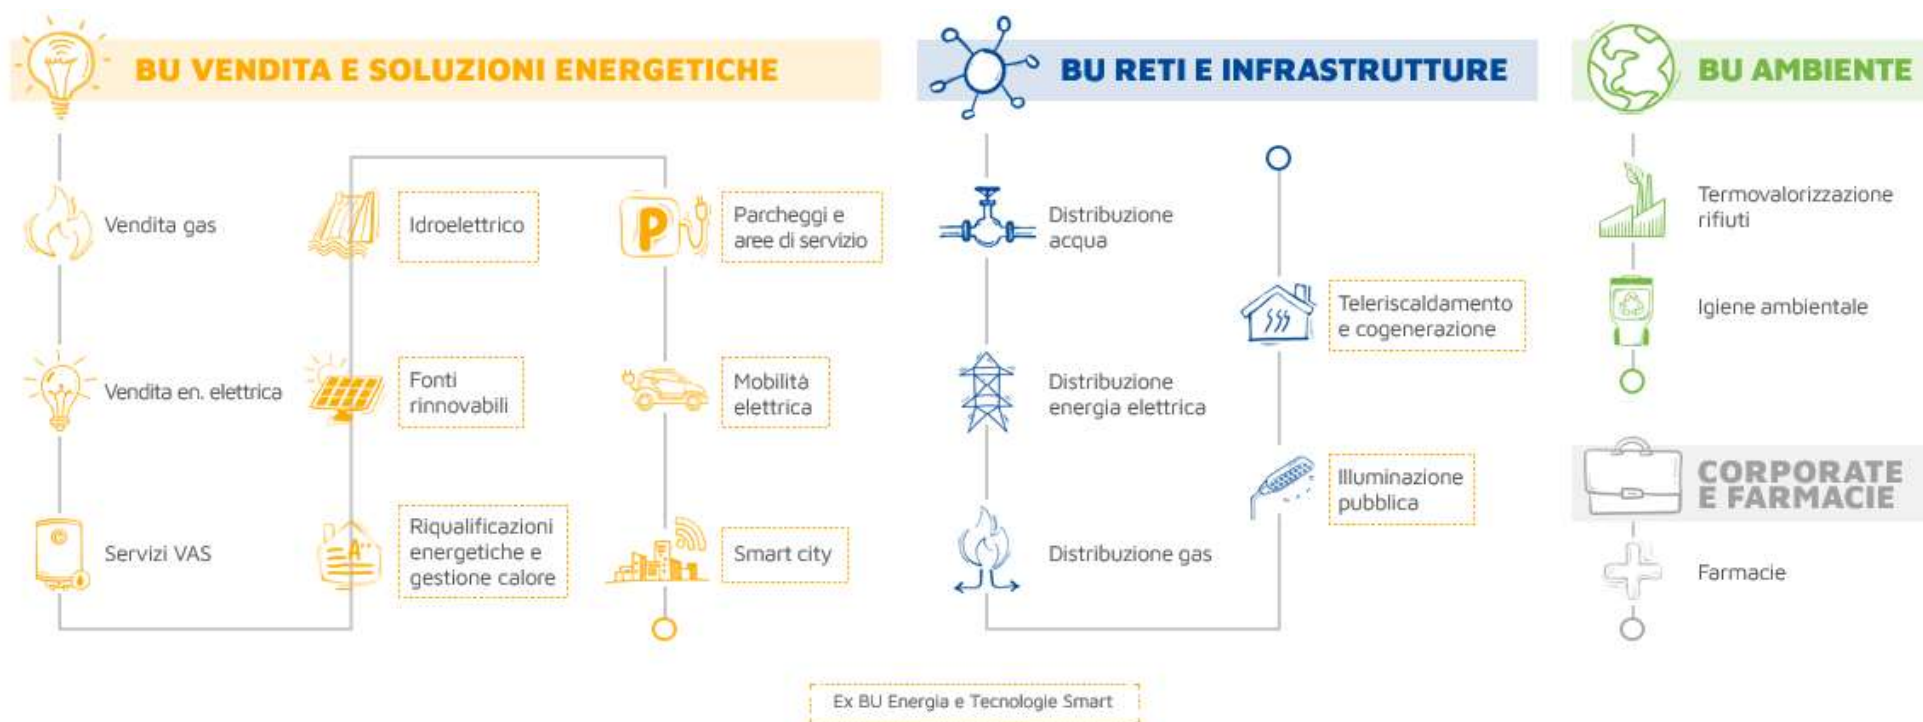 BU VENDITA E SOLUZIONI ENERGETICHE
Vendita gas
Vendita en. elettrica
Servizi VAS
Idroelettrico
Fonti
rinnovabili
A++
Riqualificazioni
energetiche e
gestione calore
P
Parcheggi e
aree di servizio
Mobilità
elettrica
Smart city
BU RETI E INFRASTRUTTURE
Distribuzione
acqua
Distribuzione
energia elettrica
Distribuzione gas
Teleriscaldamento
e cogenerazione
Illuminazione
pubblica
BU AMBIENTE
Termovalorizzazione
rifiuti
Igiene ambientale
CORPORATE
E FARMACIE
Farmacie
Ex BU Energia e Tecnologie Smart